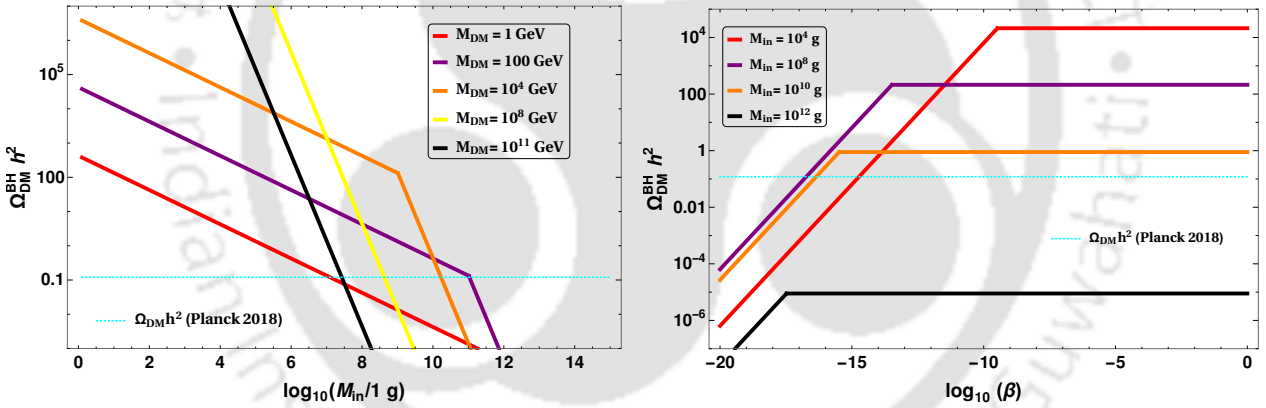 M_DM = 1 GeV
M_DM = 100 GeV
M_DM = 10^4 GeV
M_DM = 10^8 GeV
M_DM = 10^11 GeV
Ω_DM^BH h^2
10^5
100
0.1
Ω_DM h^2 (Planck 2018)
0 2 4 6 8 10 12 14
log_10(M_in/1 g)
M_in = 10^4 g
M_in = 10^8 g
M_in = 10^10 g
M_in = 10^12 g
Ω_DM^BH h^2
10^4
100
1
0.01
10^-4
10^-6
Ω_DM h^2 (Planck 2018)
-20 -15 -10 -5 0
log_10 (β)
Indian In
Guwahati